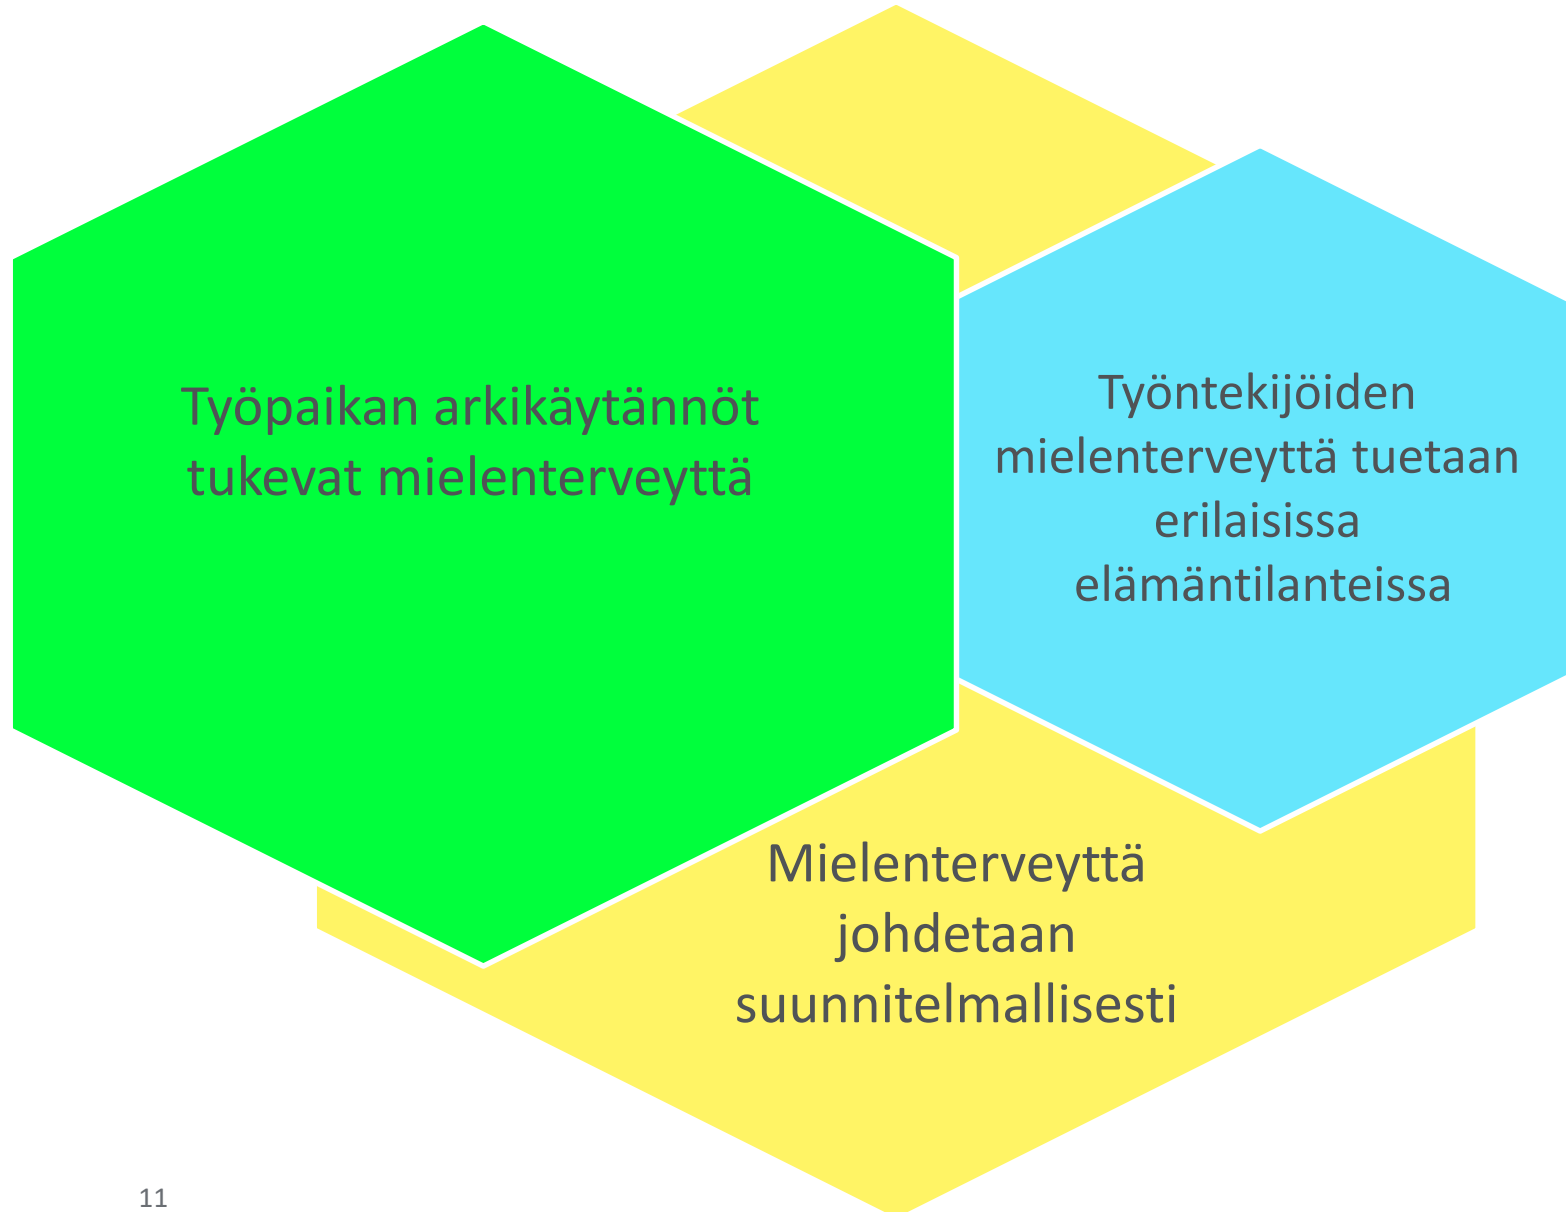 Työpaikan arkikäytännöt
tukevat mielenterveyttä
Työntekijöiden
mielenterveyttä tuetaan
erilaisissa
elämäntilanteissa
Mielenterveyttä
johdetaan
suunnitelmallisesti
11